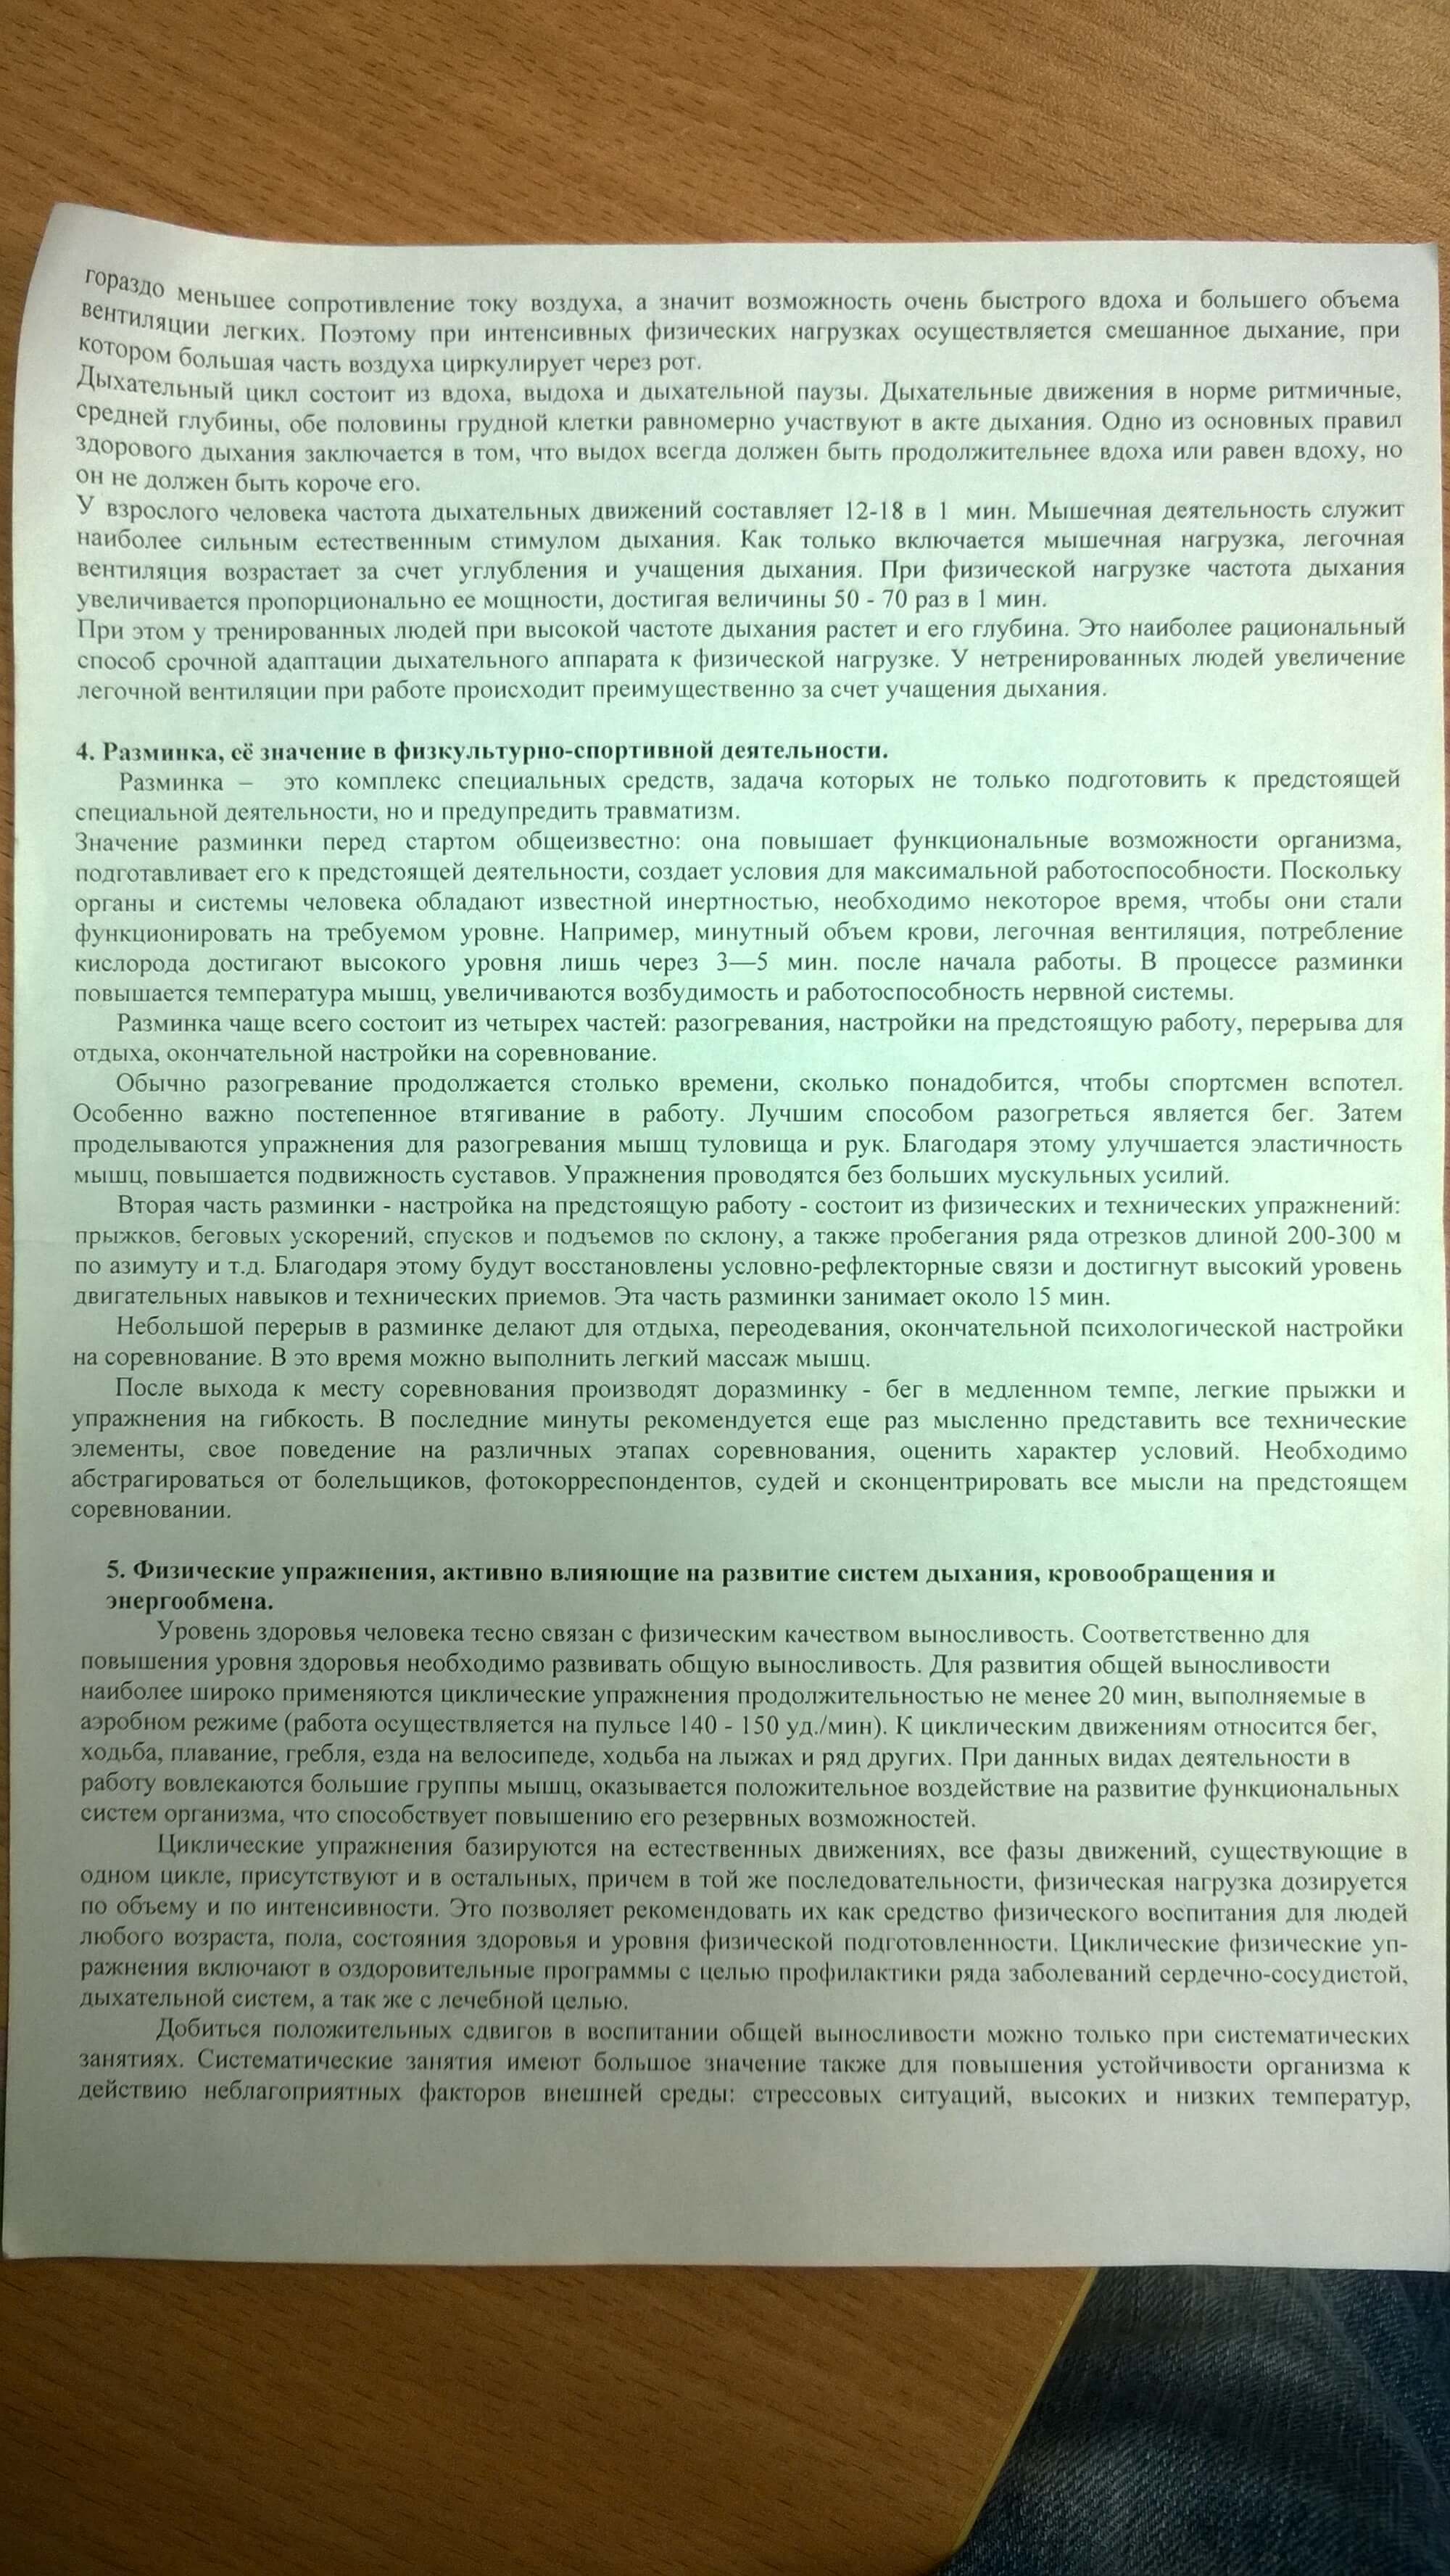 гораздо меньшее сопротивление току воздуха, а значит возможность очень быстрого вдоха и большего объема
вентиляции легких. Поэтому при интенсивных физических нагрузках осуществляется смешанное дыхание, при
котором большая часть воздуха циркулирует через рот.
Дыхательный цикл состоит из вдоха, выдоха и дыхательной паузы. Дыхательные движения в норме ритмичные,
средней глубины, обе половины грудной клетки равномерно участвуют в акте дыхания. Одно из основных правил
здорового дыхания заключается в том, что выдох всегда должен быть продолжительнее вдоха или равен вдоху, но
он не должен быть короче его.
У взрослого человека частота дыхательных движений составляет 12-18 в 1 мин. Мышечная деятельность служит
наиболее сильным естественным стимулом дыхания. Как только включается мышечная нагрузка, легочная
вентиляция возрастает за счет углубления и учащения дыхания. При физической нагрузке частота дыхания
увеличивается пропорционально ее мощности, достигая величины 50 - 70 раз в 1 мин.
При этом у тренированных людей при высокой частоте дыхания растет и его глубина. Это наиболее рациональный
способ срочной адаптации дыхательного аппарата к физической нагрузке. У нетренированных людей увеличение
легочной вентиляции при работе происходит преимущественно за счет учащения дыхания.
4. Разминка, её значение в физкультурно-спортивной деятельности.
Разминка – это комплекс специальных средств, задача которых не только подготовить к предстоящей
специальной деятельности, но и предупредить травматизм.
Значение разминки перед стартом общеизвестно: она повышает функциональные возможности организма,
подготавливает его к предстоящей деятельности, создает условия для максимальной работоспособности. Поскольку
органы и системы человека обладают известной инертностью, необходимо некоторое время, чтобы они стали
функционировать на требуемом уровне. Например, минутный объем крови, легочная вентиляция, потребление
кислорода достигают высокого уровня лишь через 3—5 мин. после начала работы. В процессе разминки
повышается температура мышц, увеличиваются возбудимость и работоспособность нервной системы.
Разминка чаще всего состоит из четырех частей: разогревания, настройки на предстоящую работу, перерыва для
отдыха, окончательной настройки на соревнование.
Обычно разогревание продолжается столько времени, сколько понадобится, чтобы спортсмен вспотел.
Особенно важно постепенное втягивание в работу. Лучшим способом разогреться является бег. Затем
проделываются упражнения для разогревания мышц туловища и рук. Благодаря этому улучшается эластичность
мышц, повышается подвижность суставов. Упражнения проводятся без больших мускульных усилий.
Вторая часть разминки - настройка на предстоящую работу - состоит из физических и технических упражнений:
прыжков, беговых ускорений, спусков и подъемов по склону, а также пробегания ряда отрезков длиной 200-300 м
по азимуту и т.д. Благодаря этому будут восстановлены условно-рефлекторные связи и достигнут высокий уровень
двигательных навыков и технических приемов. Эта часть разминки занимает около 15 мин.
Небольшой перерыв в разминке делают для отдыха, переодевания, окончательной психологической настройки
на соревнование. В это время можно выполнить легкий массаж мышц.
После выхода к месту соревнования производят доразминку - бег в медленном темпе, легкие прыжки и
упражнения на гибкость. В последние минуты рекомендуется еще раз мысленно представить все технические
элементы, свое поведение на различных этапах соревнования, оценить характер условий. Необходимо
абстрагироваться от болельщиков, фотокорреспондентов, судей и сконцентрировать все мысли на предстоящем
соревновании.
5. Физические упражнения, активно влияющие на развитие систем дыхания, кровообращения и
энергообмена.
Уровень здоровья человека тесно связан с физическим качеством выносливость. Соответственно для
повышения уровня здоровья необходимо развивать общую выносливость. Для развития общей выносливости
наиболее широко применяются циклические упражнения продолжительностью не менее 20 мин, выполняемые в
аэробном режиме (работа осуществляется на пульсе 140 - 150 уд./мин). К циклическим движениям относится бег,
ходьба, плавание, гребля, езда на велосипеде, ходьба на лыжах и ряд других. При данных видах деятельности в
работу вовлекаются большие группы мышц, оказывается положительное воздействие на развитие функциональных
систем организма, что способствует повышению его резервных возможностей.
Циклические упражнения базируются на естественных движениях, все фазы движений, существующие в
одном цикле, присутствуют и в остальных, причем в той же последовательности, физическая нагрузка дозируется
по объему и по интенсивности. Это позволяет рекомендовать их как средство физического воспитания для людей
любого возраста, пола, состояния здоровья и уровня физической подготовленности. Циклические физические уп-
ражнения включают в оздоровительные программы с целью профилактики ряда заболеваний сердечно-сосудистой,
дыхательной систем, а так же с лечебной целью.
Добиться положительных сдвигов в воспитании общей выносливости можно только при систематических
занятиях. Систематические занятия имеют большое значение также для повышения устойчивости организма к
действию неблагоприятных факторов внешней среды: стрессовых ситуаций, высоких и низких температур,